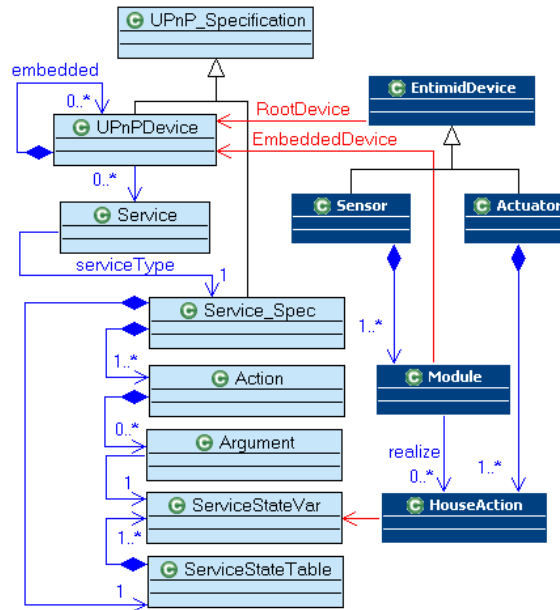 UPnP_Specification
embedded
0..*
UPnPDevice
RootDevice
EntimidDevice
EmbeddedDevice
0..*
Service
Sensor
Actuator
serviceType
1
Service_Spec
1..*
1..*
Action
Module
0..*
Argument
realize
0..*
1..*
1
ServiceStateVar
HouseAction
1..*
ServiceStateTable
1